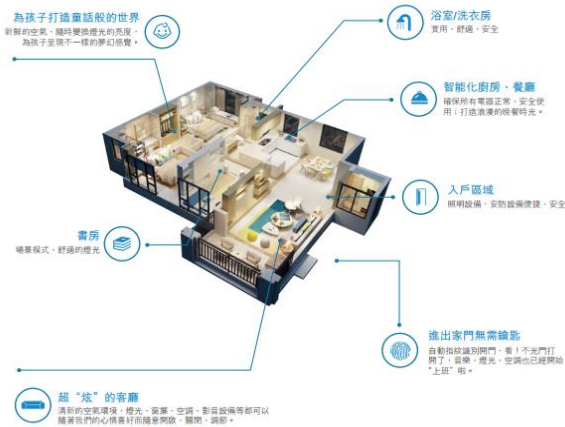 為孩子打造童話般的世界
新鮮的空氣、隨時變換燈光的亮度，
為孩子呈現不一樣的夢幻感覺。
浴室/洗衣房
實用、舒適、安全
智能化廚房、餐廳
確保所有電器正常、安全使
用；打造浪漫的晚餐時光。
入戶區域
照明設備、安防設備便捷、安全
書房
場景模式、舒適的燈光
進出家門無需鑰匙
自動指紋識別開門，看！不光門打
開了，音樂、燈光、空調也已經開始
“上班”啦。
超“炫”的客廳
清新的空氣環境，燈光、窗簾、空調、影音設備等都可以
隨著我們的心情喜好而隨意開啟、關閉、調節。